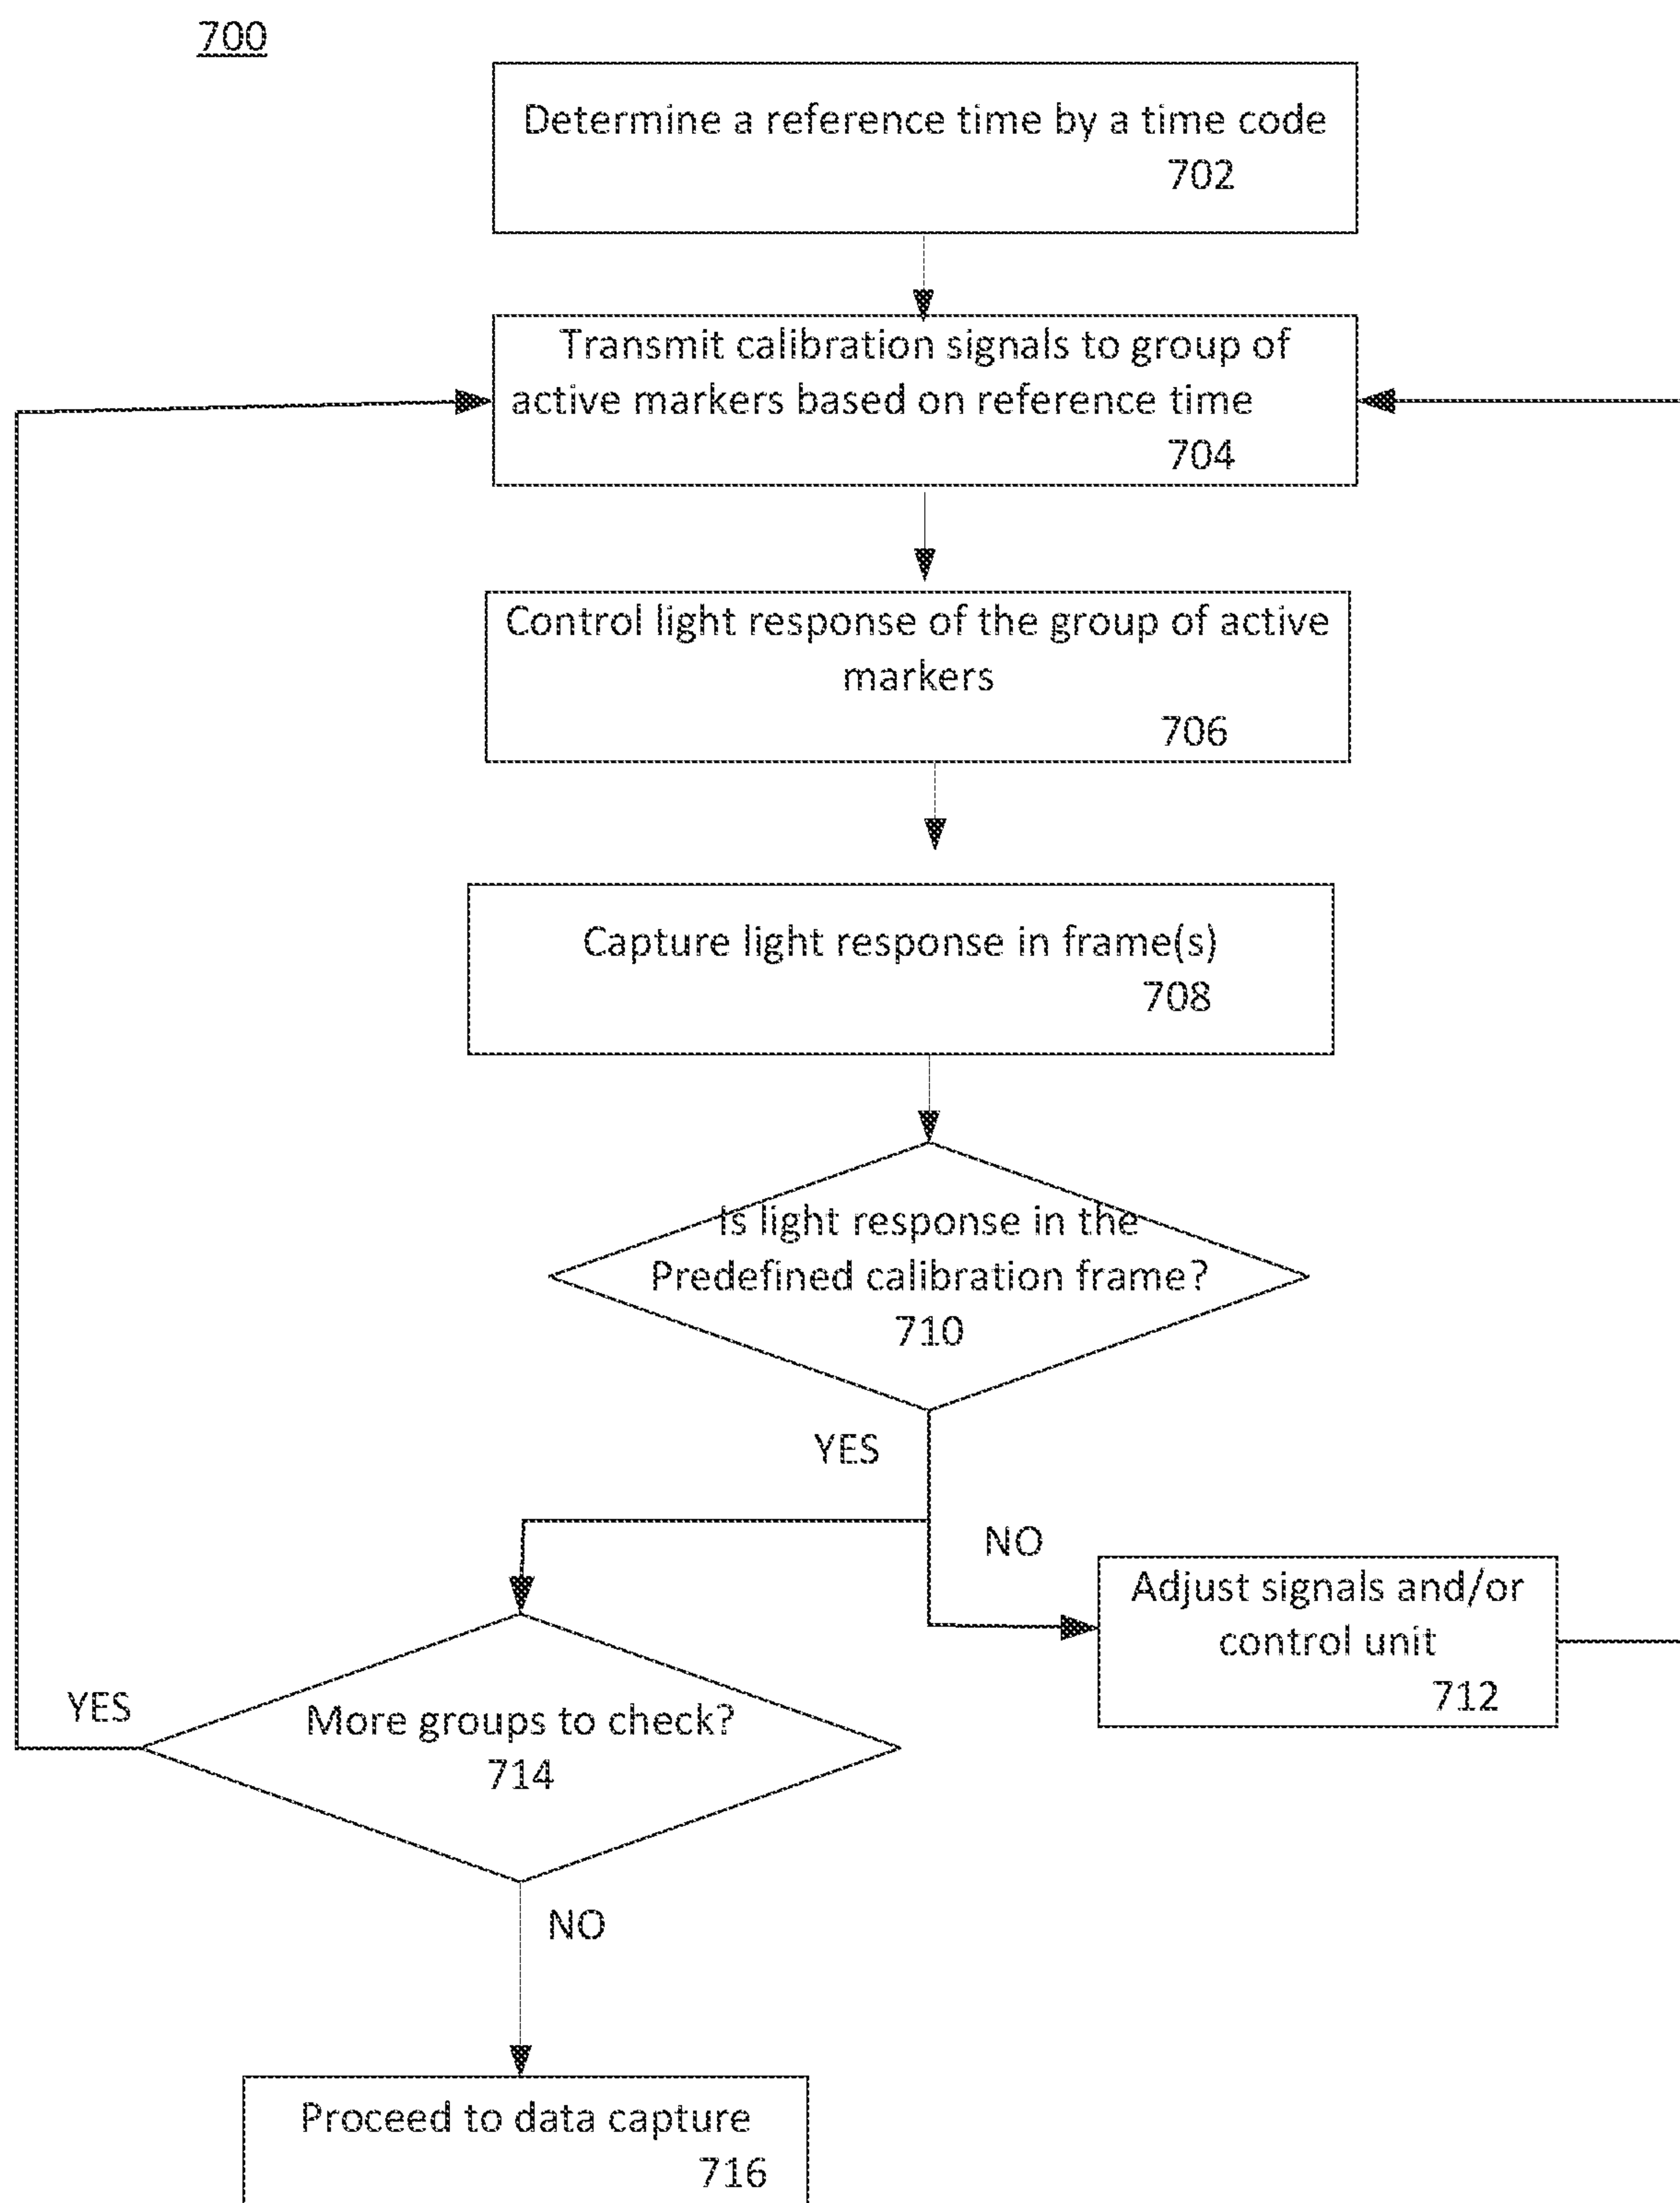 700
Determine a reference time by a time code
702
Transmit calibration signals to group of
active markers based on reference time
704
Control light response of the group of active
markers
706
Capture light response in frame(s)
708
Is light response in the
Predefined calibration frame?
710
YES
NO
Adjust signals and/or
control unit
712
YES
More groups to check?
714
NO
Proceed to data capture
716